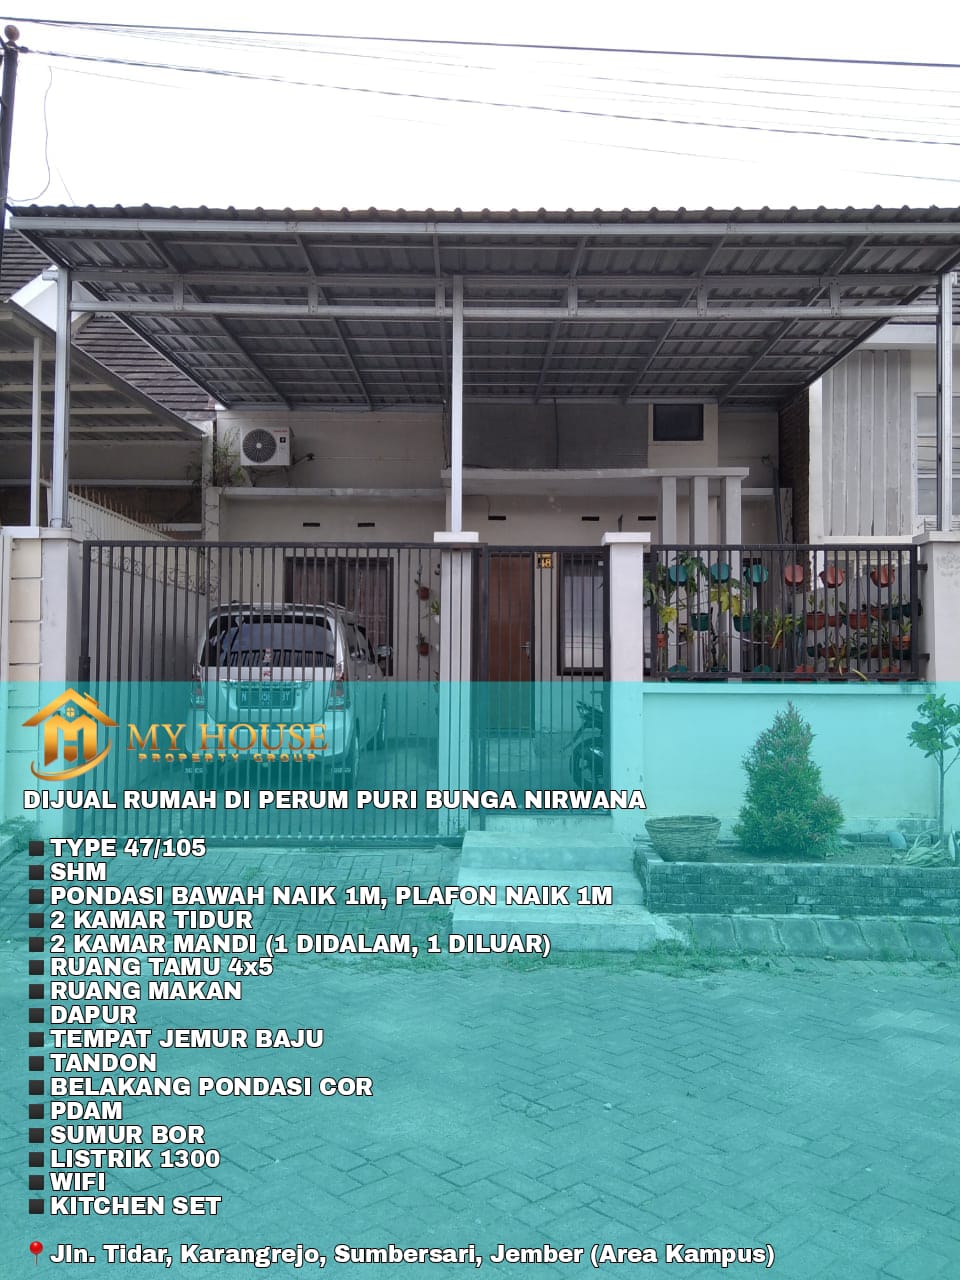 48
MY HOUSE
PROPERTY GROUP
DIJUAL RUMAH DI PERUM PURI BUNGA NIRWANA
◾TYPE 47/105
◾SHM
◾PONDASI BAWAH NAIK 1M, PLAFON NAIK 1M
◾2 KAMAR TIDUR
◾2 KAMAR MANDI (1 DIDALAM, 1 DILUAR)
◾RUANG TAMU 4x5
◾RUANG MAKAN
◾DAPUR
◾TEMPAT JEMUR BAJU
◾TANDON
◾BELAKANG PONDASI COR
◾PDAM
◾SUMUR BOR
◾LISTRIK 1300
◾WIFI
◾KITCHEN SET
📍Jln. Tidar, Karangrejo, Sumbersari, Jember (Area Kampus)